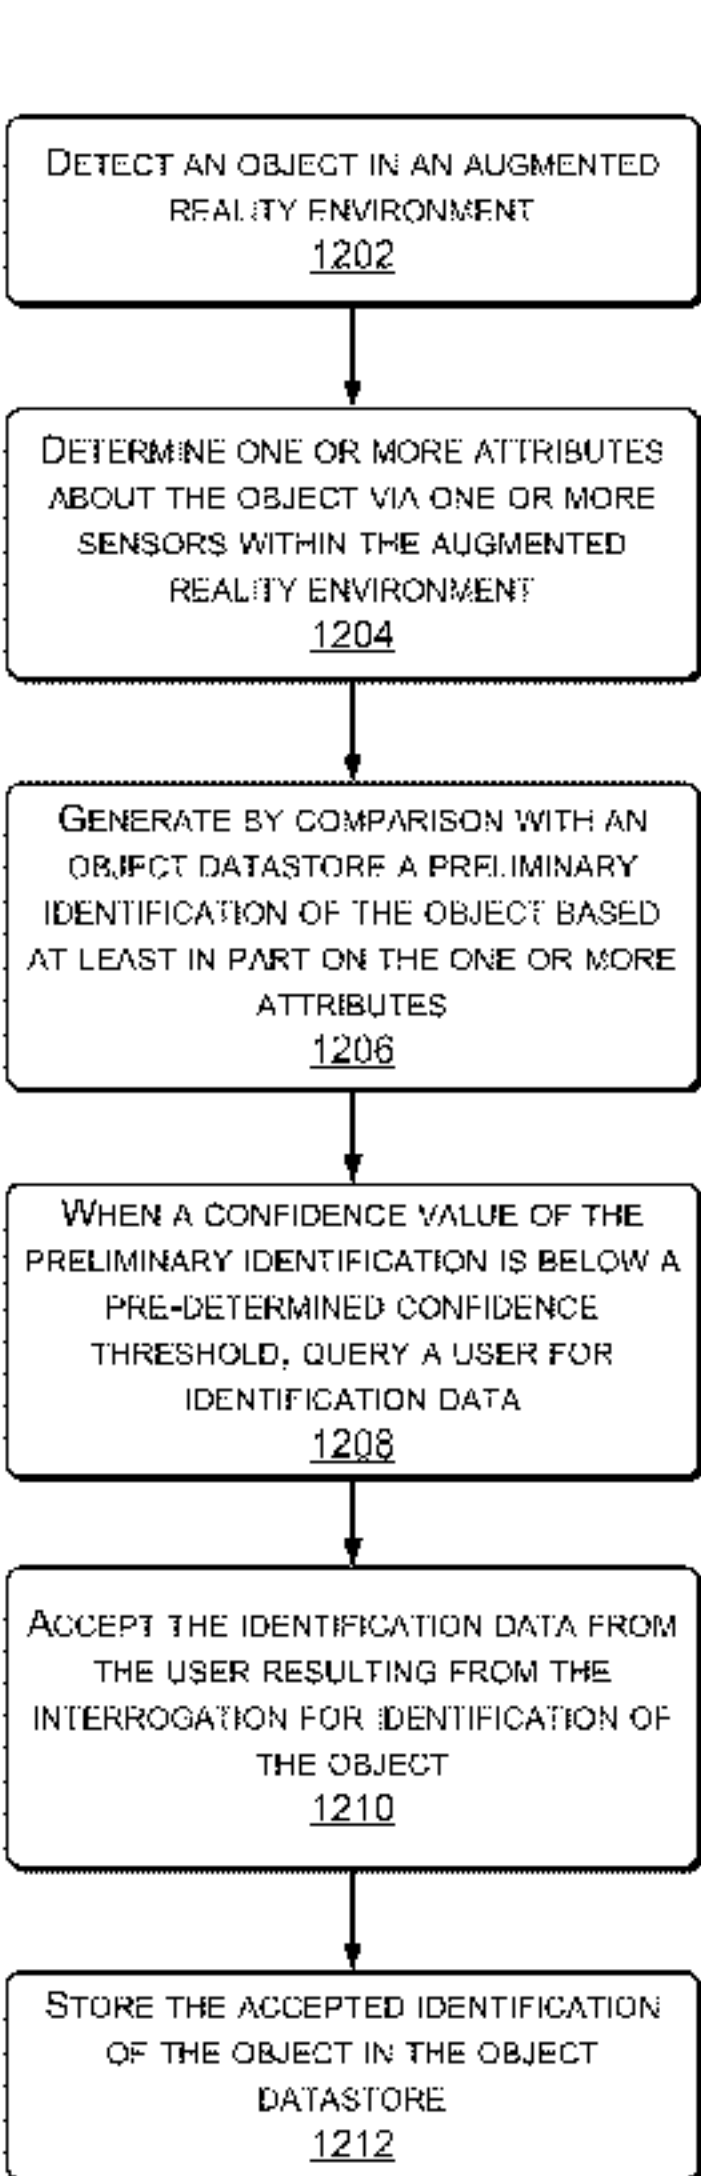 DETECT AN OBJECT IN AN AUGMENTED
REALITY ENVIRONMENT
1202
DETERMINE ONE OR MORE ATTRIBUTES
ABOUT THE OBJECT VIA ONE OR MORE
SENSORS WITHIN THE AUGMENTED
REALITY ENVIRONMENT
1204
GENERATE BY COMPARISON WITH AN
OBJECT DATASTORE A PRELIMINARY
IDENTIFICATION OF THE OBJECT BASED
AT LEAST IN PART ON THE ONE OR MORE
ATTRIBUTES
1206
WHEN A CONFIDENCE VALUE OF THE
PRELIMINARY IDENTIFICATION IS BELOW A
PRE-DETERMINED CONFIDENCE
THRESHOLD, QUERY A USER FOR
IDENTIFICATION DATA
1208
ACCEPT THE IDENTIFICATION DATA FROM
THE USER RESULTING FROM THE
INTERROGATION FOR IDENTIFICATION OF
THE OBJECT
1210
STORE THE ACCEPTED IDENTIFICATION
OF THE OBJECT IN THE OBJECT
DATASTORE
1212